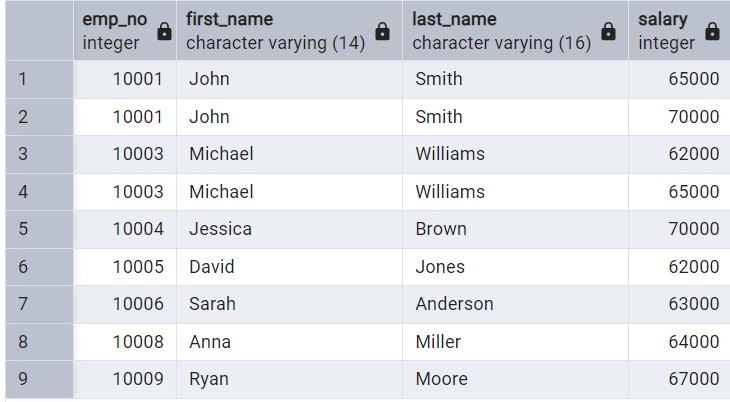 emp_no first_name last_name salary
integer character varying (14) character varying (16) integer
1 10001 John Smith 65000
2 10001 John Smith 70000
3 10003 Michael Williams 62000
4 10003 Michael Williams 65000
5 10004 Jessica Brown 70000
6 10005 David Jones 62000
7 10006 Sarah Anderson 63000
8 10008 Anna Miller 64000
9 10009 Ryan Moore 67000